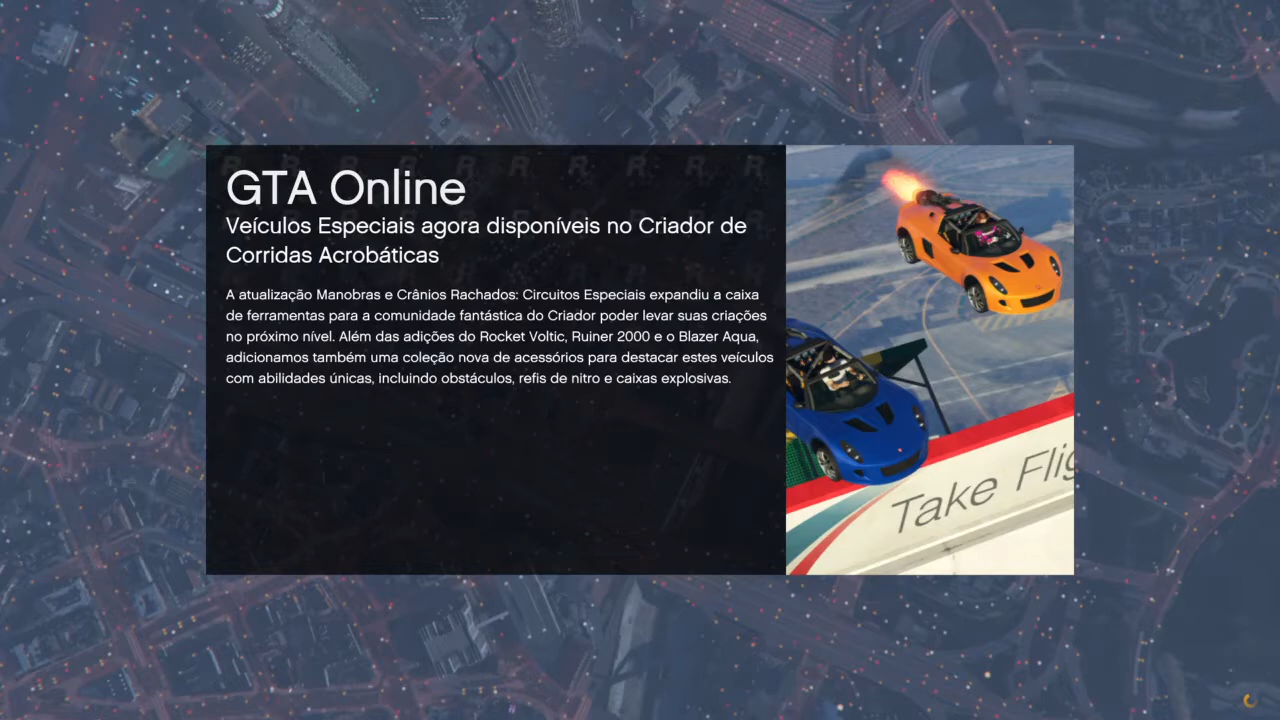 GTA Online
Veículos Especiais agora disponíveis no Criador de
Corridas Acrobáticas
A atualização Manobras e Crânios Rachados: Circuitos Especiais expandiu a caixa
de ferramentas para a comunidade fantástica do Criador poder levar suas criações
no próximo nível. Além das adições do Rocket Voltic, Ruiner 2000 e o Blazer Aqua,
adicionamos também uma coleção nova de acessórios para destacar estes veículos
com abilidades únicas, incluindo obstáculos, refis de nitro e caixas explosivas.
Take Flig